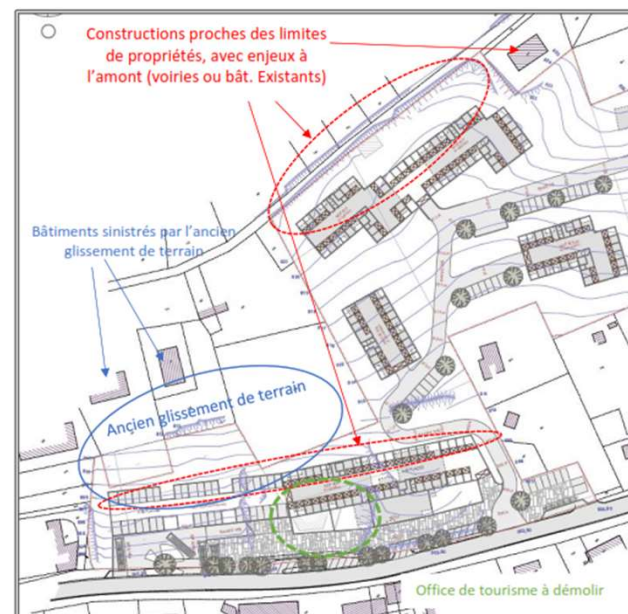 Constructions proches des limites
de propriétés, avec enjeux à
l'amont (voiries ou bât. Existants)
Bâtiments sinistrés par l'ancien
glissement de terrain
Ancien glissement de terrain
Office de tourisme à démolir